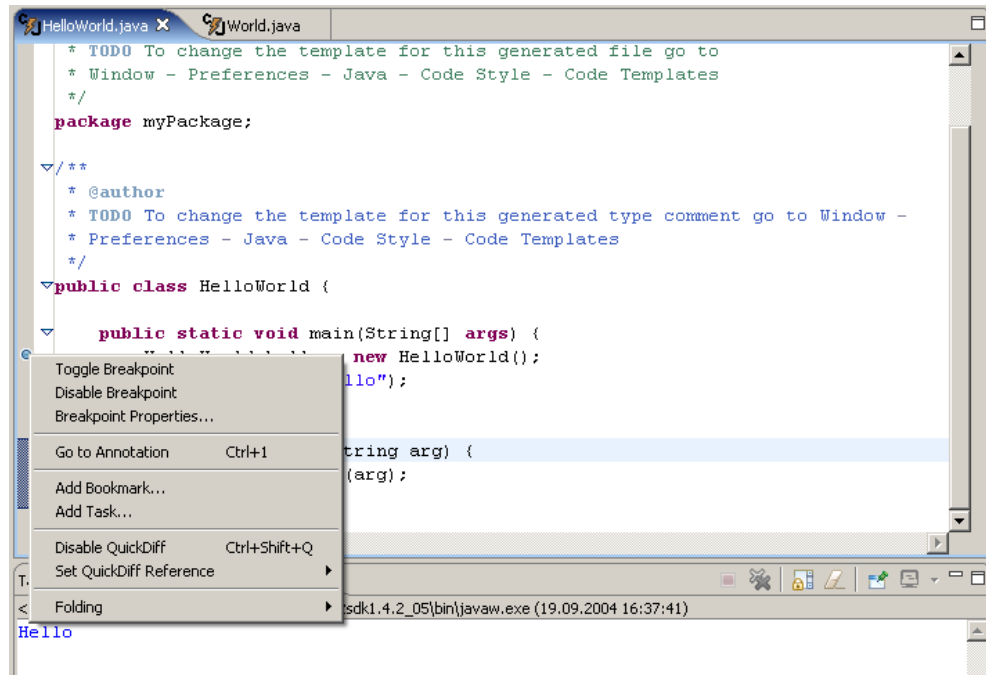 HelloWorld.java World.java
* TODO To change the template for this generated file go to
* Window - Preferences - Java - Code Style - Code Templates
*/
package myPackage;
/**
* @author
* TODO To change the template for this generated type comment go to Window -
* Preferences - Java - Code Style - Code Templates
*/
public class HelloWorld {
public static void main(String[] args) {
new HelloWorld();
llo");
tring arg) {
(arg);
Toggle Breakpoint
Disable Breakpoint
Breakpoint Properties...
Go to Annotation Ctrl+1
Add Bookmark...
Add Task...
Disable QuickDiff Ctrl+Shift+Q
Set QuickDiff Reference
Folding
sdk1.4.2_05\bin\javaw.exe (19.09.2004 16:37:41)
Hello